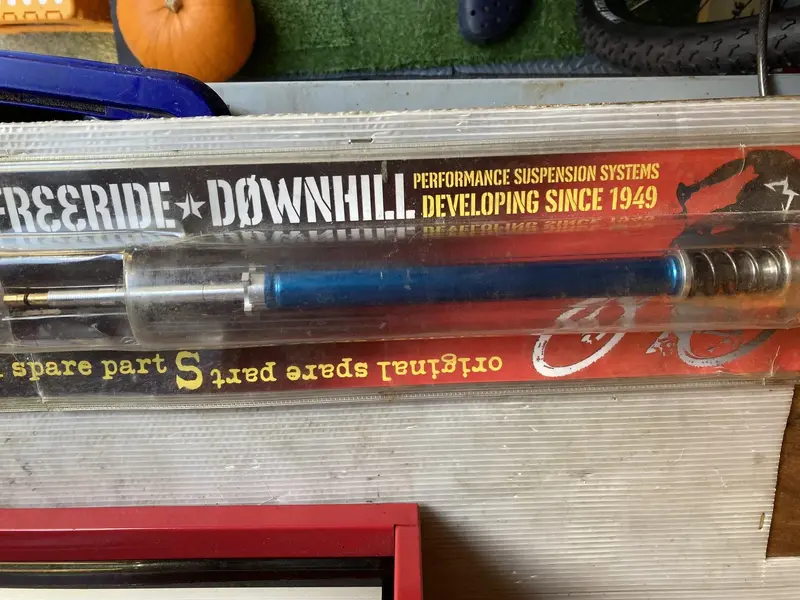 FREERIDE★DØWNHILL
PERFORMANCE SUSPENSION SYSTEMS
DEVELOPING SINCE 1949
spare part S
original spare part